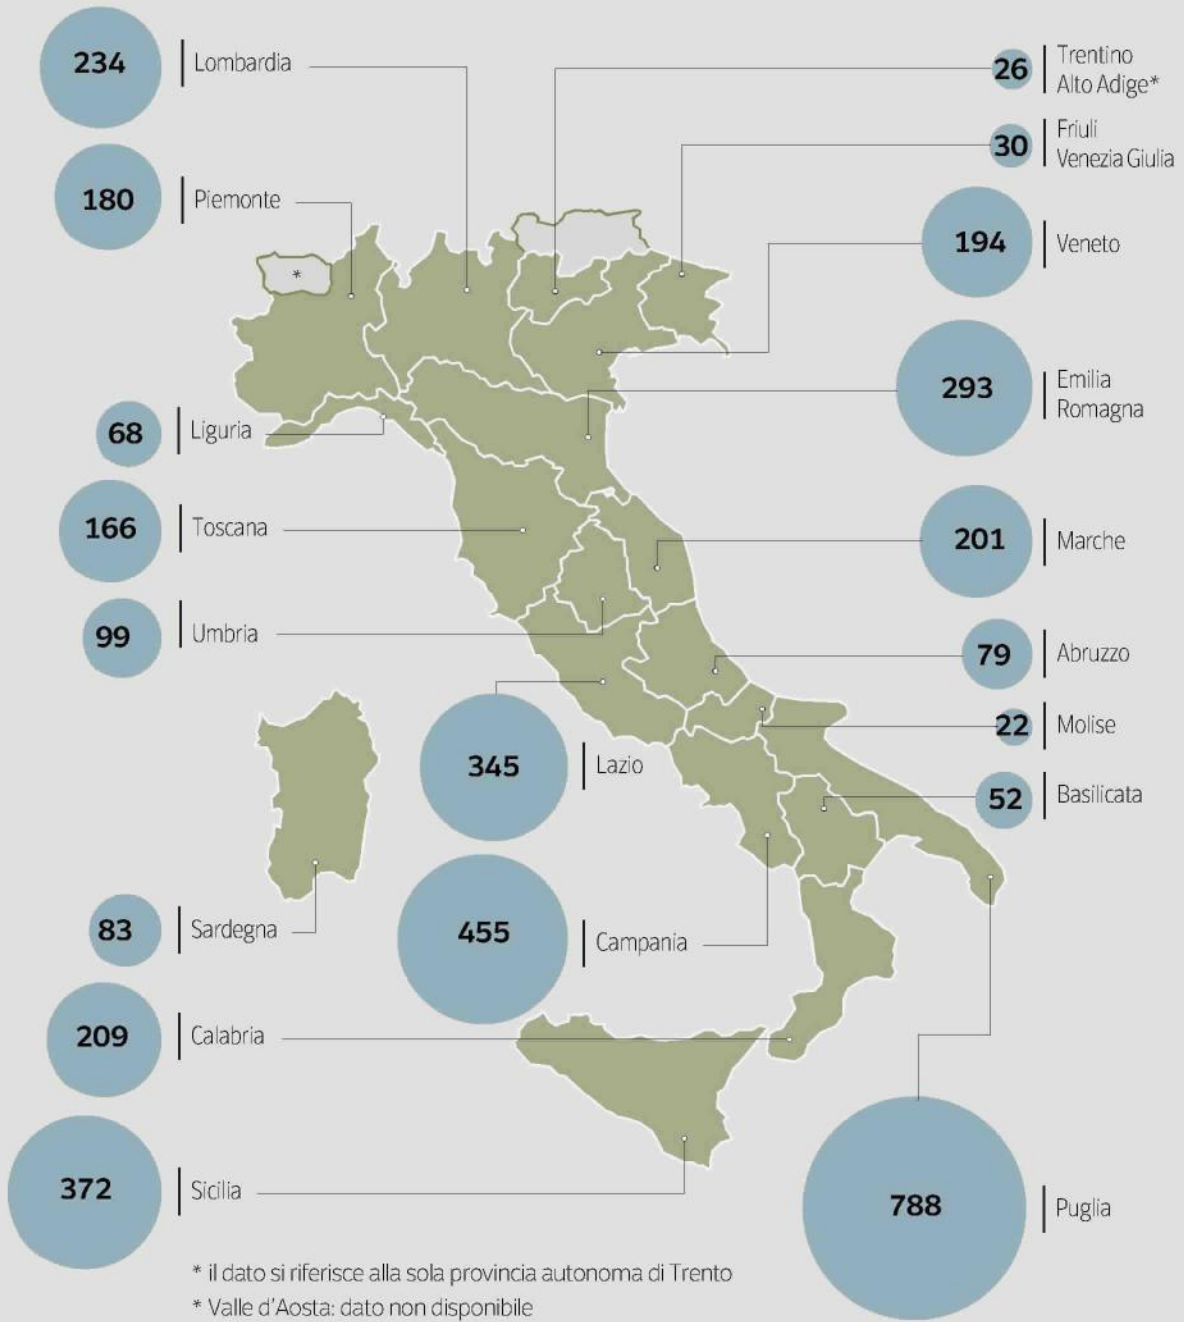 234
Lombardia
180
Piemonte
*
68
Liguria
166
Toscana
99
Umbria
26
Trentino
Alto Adige*
30
Friuli
Venezia Giulia
194
Veneto
293
Emilia
Romagna
201
Marche
79
Abruzzo
22
Molise
52
Basilicata
345
Lazio
455
Campania
83
Sardegna
209
Calabria
372
Sicilia
788
Puglia
* il dato si riferisce alla sola provincia autonoma di Trento
* Valle d'Aosta: dato non disponibile